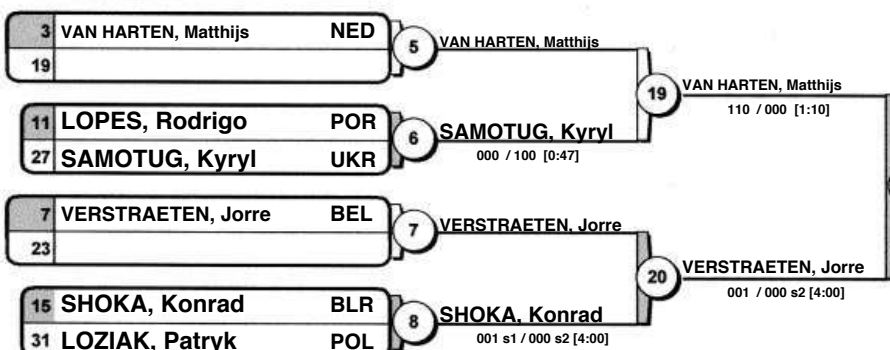 3 VAN HARTEN, Matthijs NED
19
5 VAN HARTEN, Matthijs
11 LOPES, Rodrigo POR
27 SAMOTUG, Kyryl UKR
6 SAMOTUG, Kyryl
000 / 100 [0:47]
19 VAN HARTEN, Matthijs
110 / 000 [1:10]
7 VERSTRAETEN, Jorre BEL
23
7 VERSTRAETEN, Jorre
15 SHOKA, Konrad BLR
31 LOZIAK, Patryk POL
8 SHOKA, Konrad
001 s1 / 000 s2 [4:00]
20 VERSTRAETEN, Jorre
001 / 000 s2 [4:00]